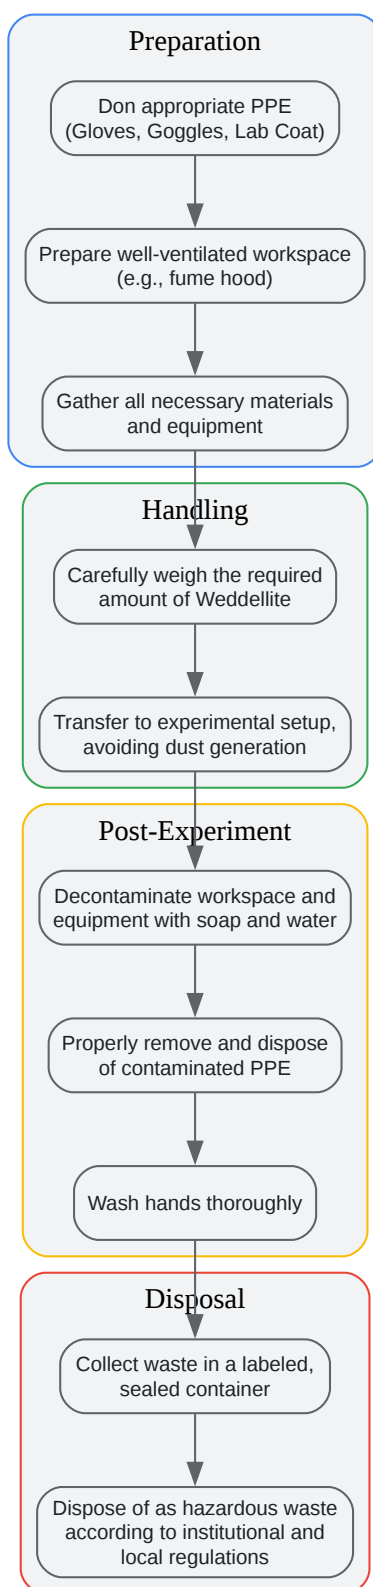 Preparation
Don appropriate PPE
(Gloves, Goggles, Lab Coat)
Prepare well-ventilated workspace
(e.g., fume hood)
Gather all necessary materials
and equipment
Handling
Carefully weigh the required
amount of Weddellite
Transfer to experimental setup,
avoiding dust generation
Post-Experiment
Decontaminate workspace and
equipment with soap and water
Properly remove and dispose
of contaminated PPE
Wash hands thoroughly
Disposal
Collect waste in a labeled,
sealed container
Dispose of as hazardous waste
according to institutional and
local regulations